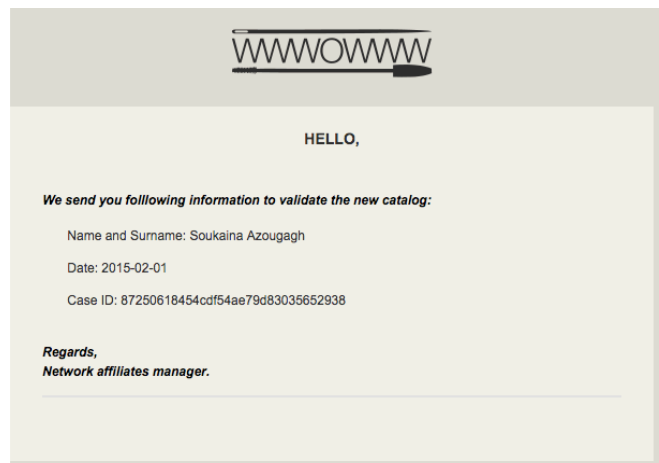 WWWOWWW
HELLO,
We send you folllowing information to validate the new catalog:
Name and Surname: Soukaina Azougagh
Date: 2015-02-01
Case ID: 87250618454cdf54ae79d83035652938
Regards,
Network affiliates manager.